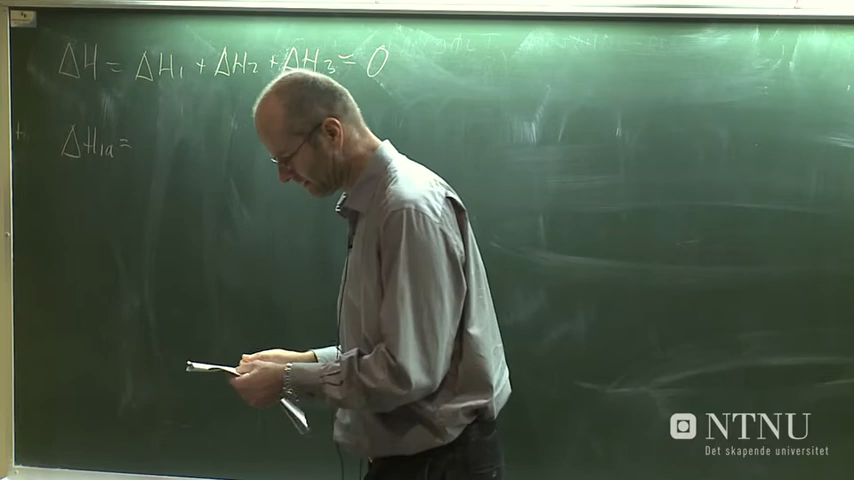 ΔH = ΔH₁ + ΔH₂ + ΔH₃ = 0
ΔH₁ₐ =
NTNU
Det skapende universitet